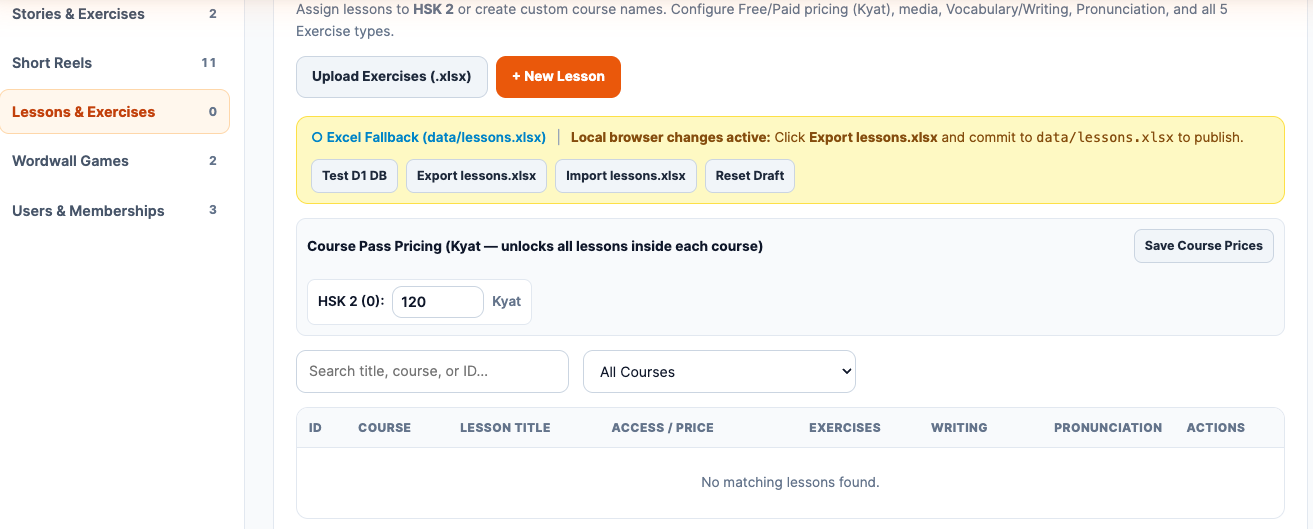 Stories & Exercises 2
Short Reels 11
Lessons & Exercises 0
Wordwall Games 2
Users & Memberships 3
Assign lessons to HSK 2 or create custom course names. Configure Free/Paid pricing (Kyat), media, Vocabulary/Writing, Pronunciation, and all 5
Exercise types.
Upload Exercises (.xlsx) + New Lesson
Excel Fallback (data/lessons.xlsx) | Local browser changes active: Click Export lessons.xlsx and commit to data/lessons.xlsx to publish.
Test D1 DB Export lessons.xlsx Import lessons.xlsx Reset Draft
Course Pass Pricing (Kyat — unlocks all lessons inside each course) Save Course Prices
HSK 2 (0): 120 Kyat
Search title, course, or ID... All Courses
ID COURSE LESSON TITLE ACCESS / PRICE EXERCISES WRITING PRONUNCIATION ACTIONS
No matching lessons found.